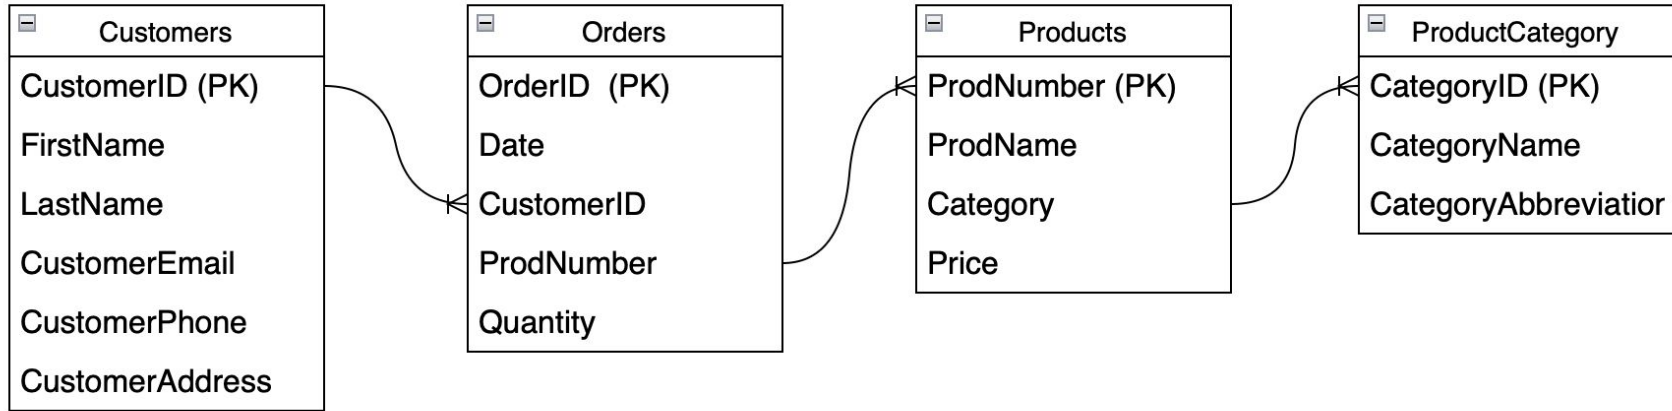 Customers
CustomerID (PK)
FirstName
LastName
CustomerEmail
CustomerPhone
CustomerAddress
Orders
OrderID (PK)
Date
CustomerID
ProdNumber
Quantity
Products
ProdNumber (PK)
ProdName
Category
Price
ProductCategory
CategoryID (PK)
CategoryName
CategoryAbbreviatior